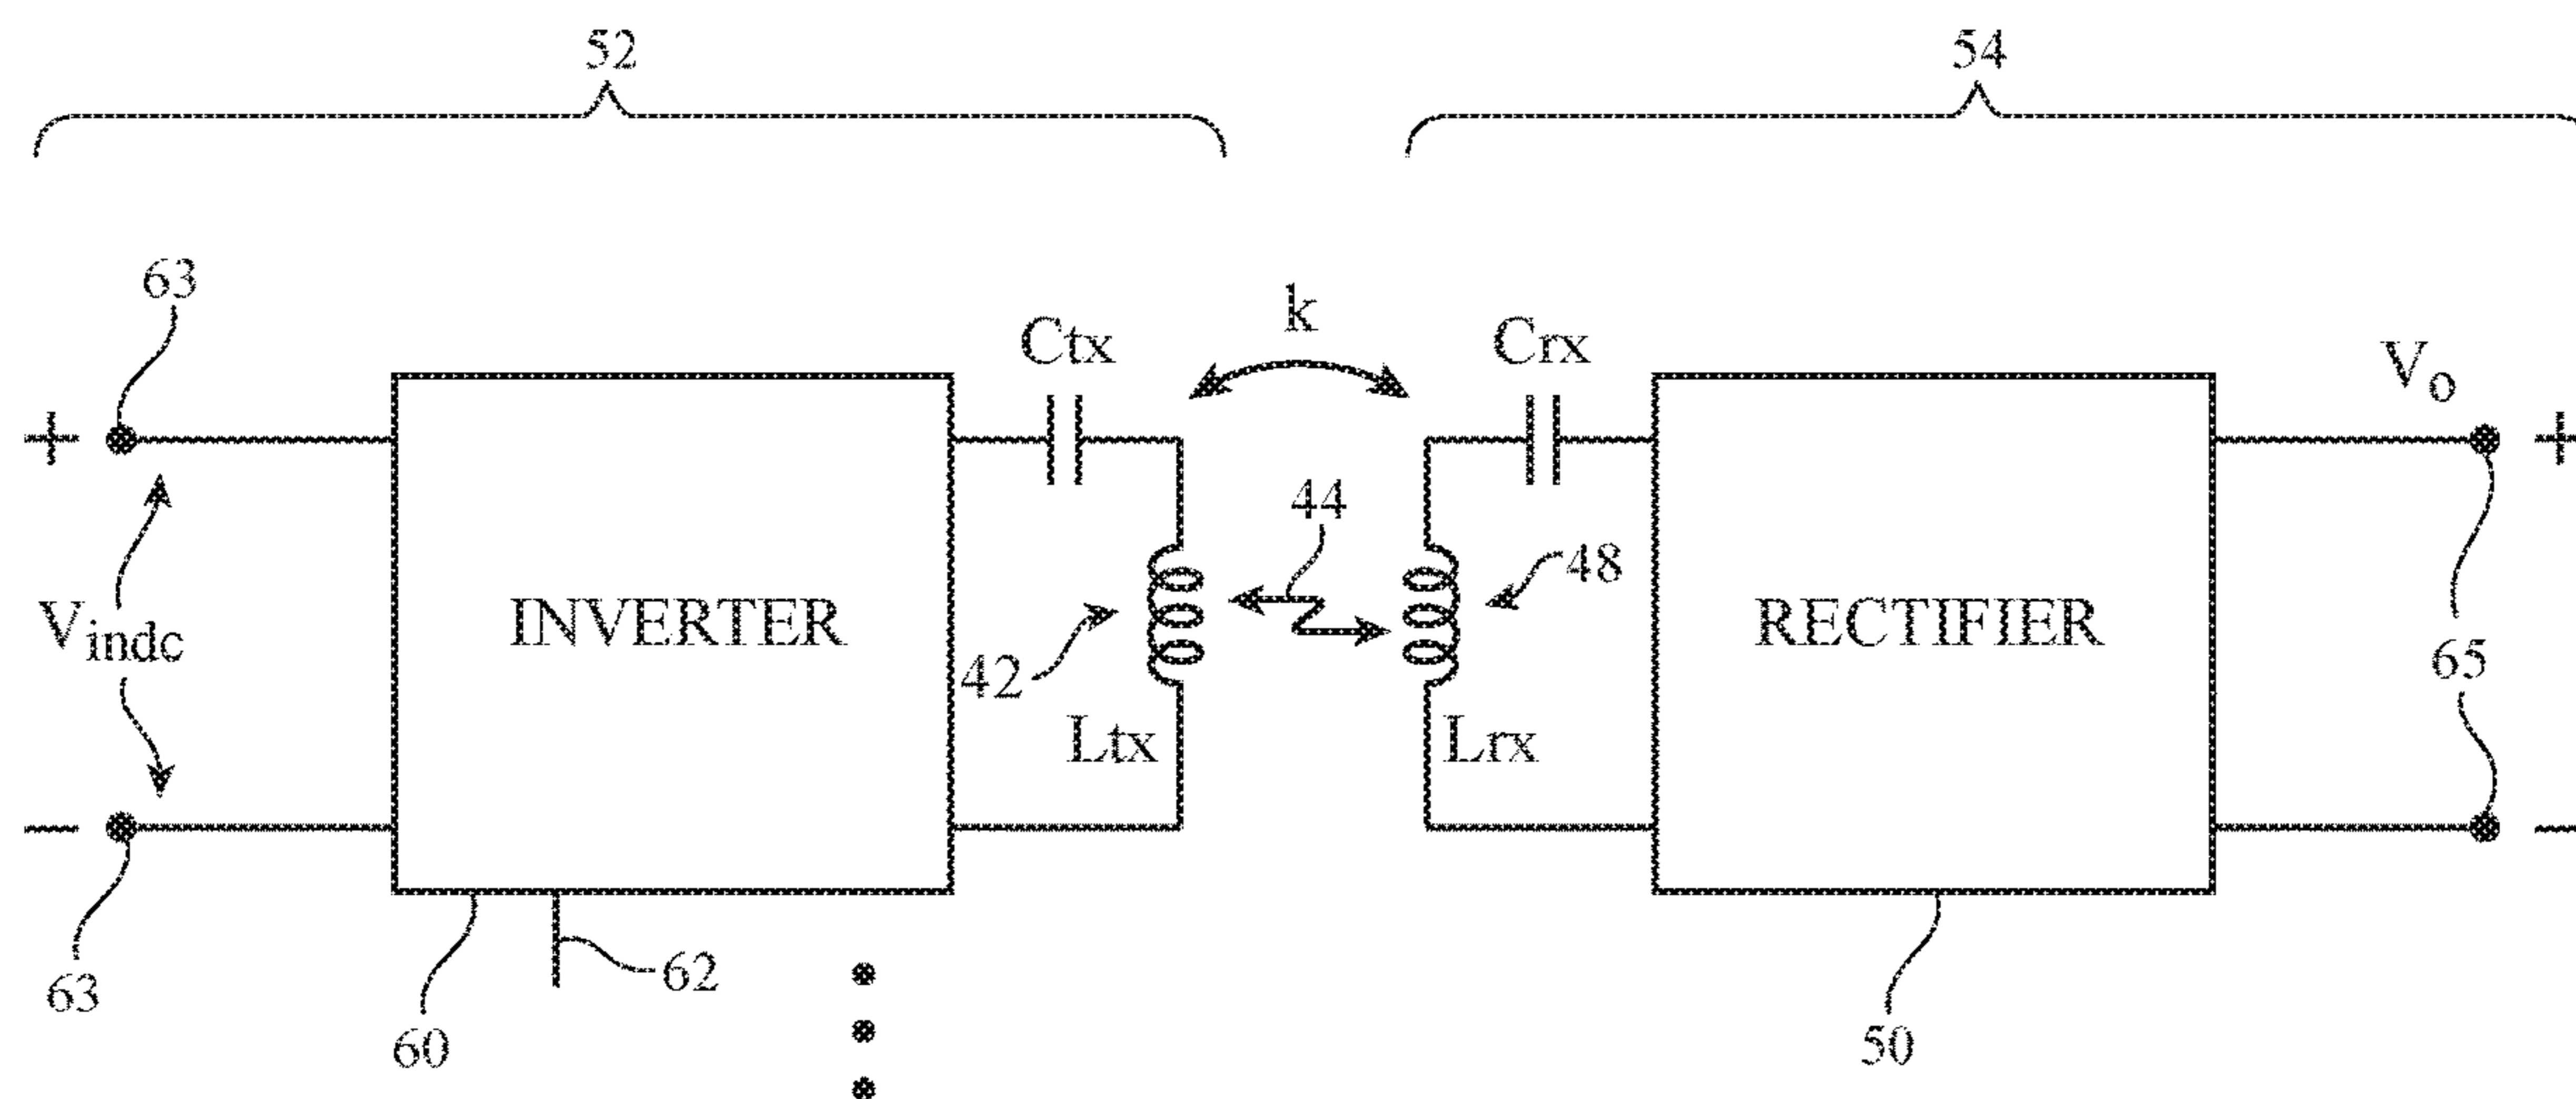 52
54
63
k
Ctx
Crx
Vo
+
+
44
48
Vindc
INVERTER
RECTIFIER
42
65
Ltx
Lrx
−
−
63
62
60
50